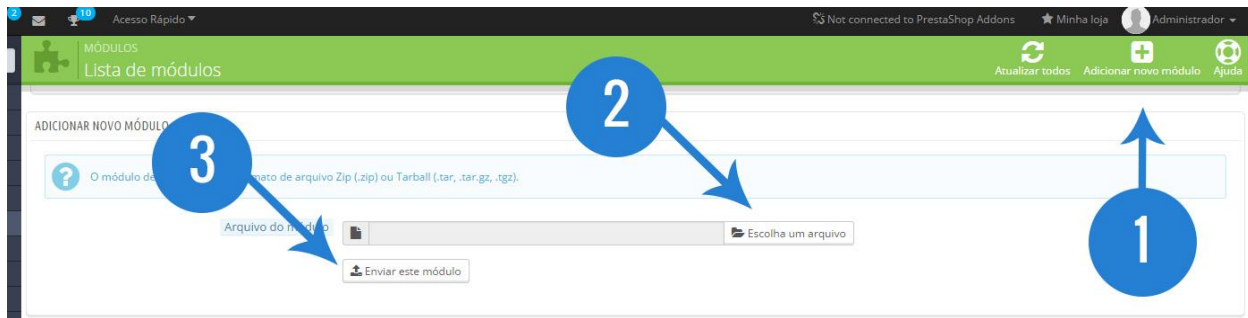 2 10 Acesso Rápido Not connected to PrestaShop Addons Minha loja Administrador
MÓDULOS
Lista de módulos
Atualizar todos Adicionar novo módulo Ajuda
2
ADICIONAR NOVO MÓDULO
3
O módulo de arquivo Zip (.zip) ou Tarball (.tar, .tar.gz, .tgz).
1
Arquivo do módulo Escolha um arquivo
Enviar este módulo